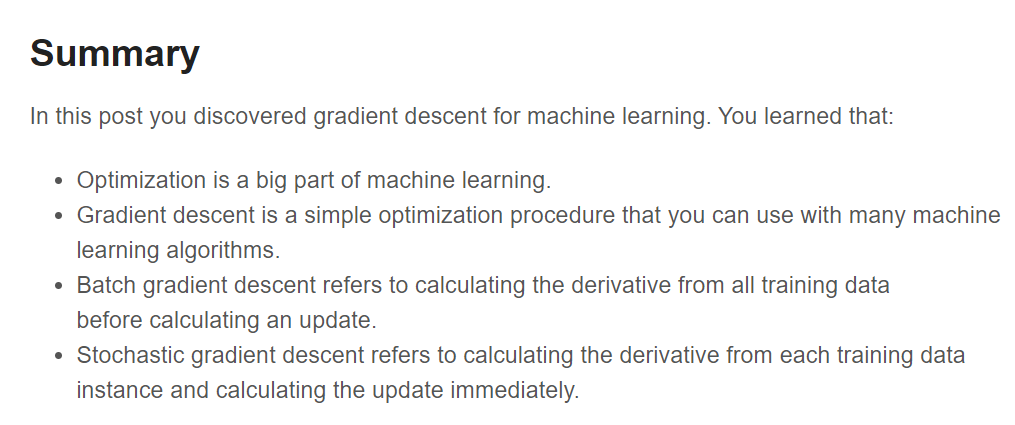 Summary
In this post you discovered gradient descent for machine learning. You learned that:
Optimization is a big part of machine learning.
Gradient descent is a simple optimization procedure that you can use with many machine
learning algorithms.
Batch gradient descent refers to calculating the derivative from all training data
before calculating an update.
Stochastic gradient descent refers to calculating the derivative from each training data
instance and calculating the update immediately.